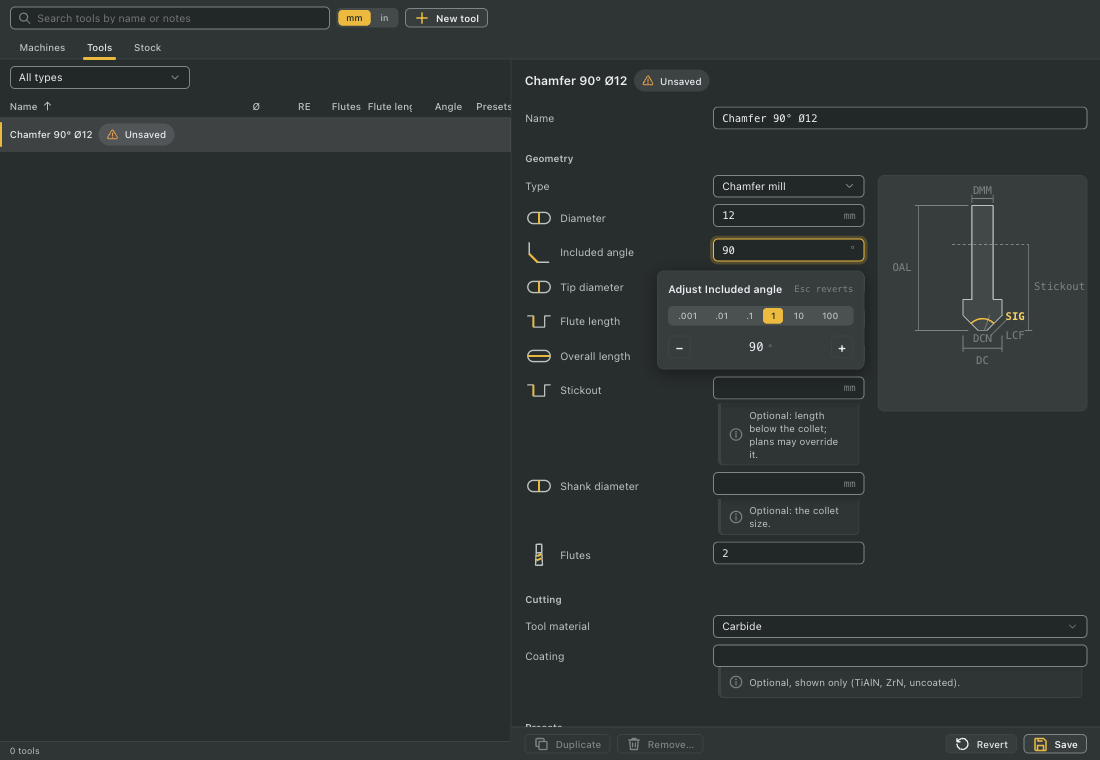 Search tools by name or notes
mm in
New tool
Machines Tools Stock
All types
Name Ø RE Flutes Flute leng Angle Presets
Chamfer 90° Ø12 Unsaved
0 tools
Chamfer 90° Ø12 Unsaved
Name Chamfer 90° Ø12
Geometry
Type Chamfer mill
Diameter 12 mm
Included angle 90 °
Tip diameter
Flute length
Overall length
Adjust Included angle Esc reverts
.001 .01 .1 1 10 100
− 90 ° +
Stickout mm
Optional: length
below the collet;
plans may override
it.
Shank diameter mm
Optional: the collet
size.
Flutes 2
DMM
OAL
Stickout
SIG
LCF
DCN
DC
Cutting
Tool material Carbide
Coating
Optional, shown only (TiAlN, ZrN, uncoated).
Presets
Duplicate Remove... Revert Save